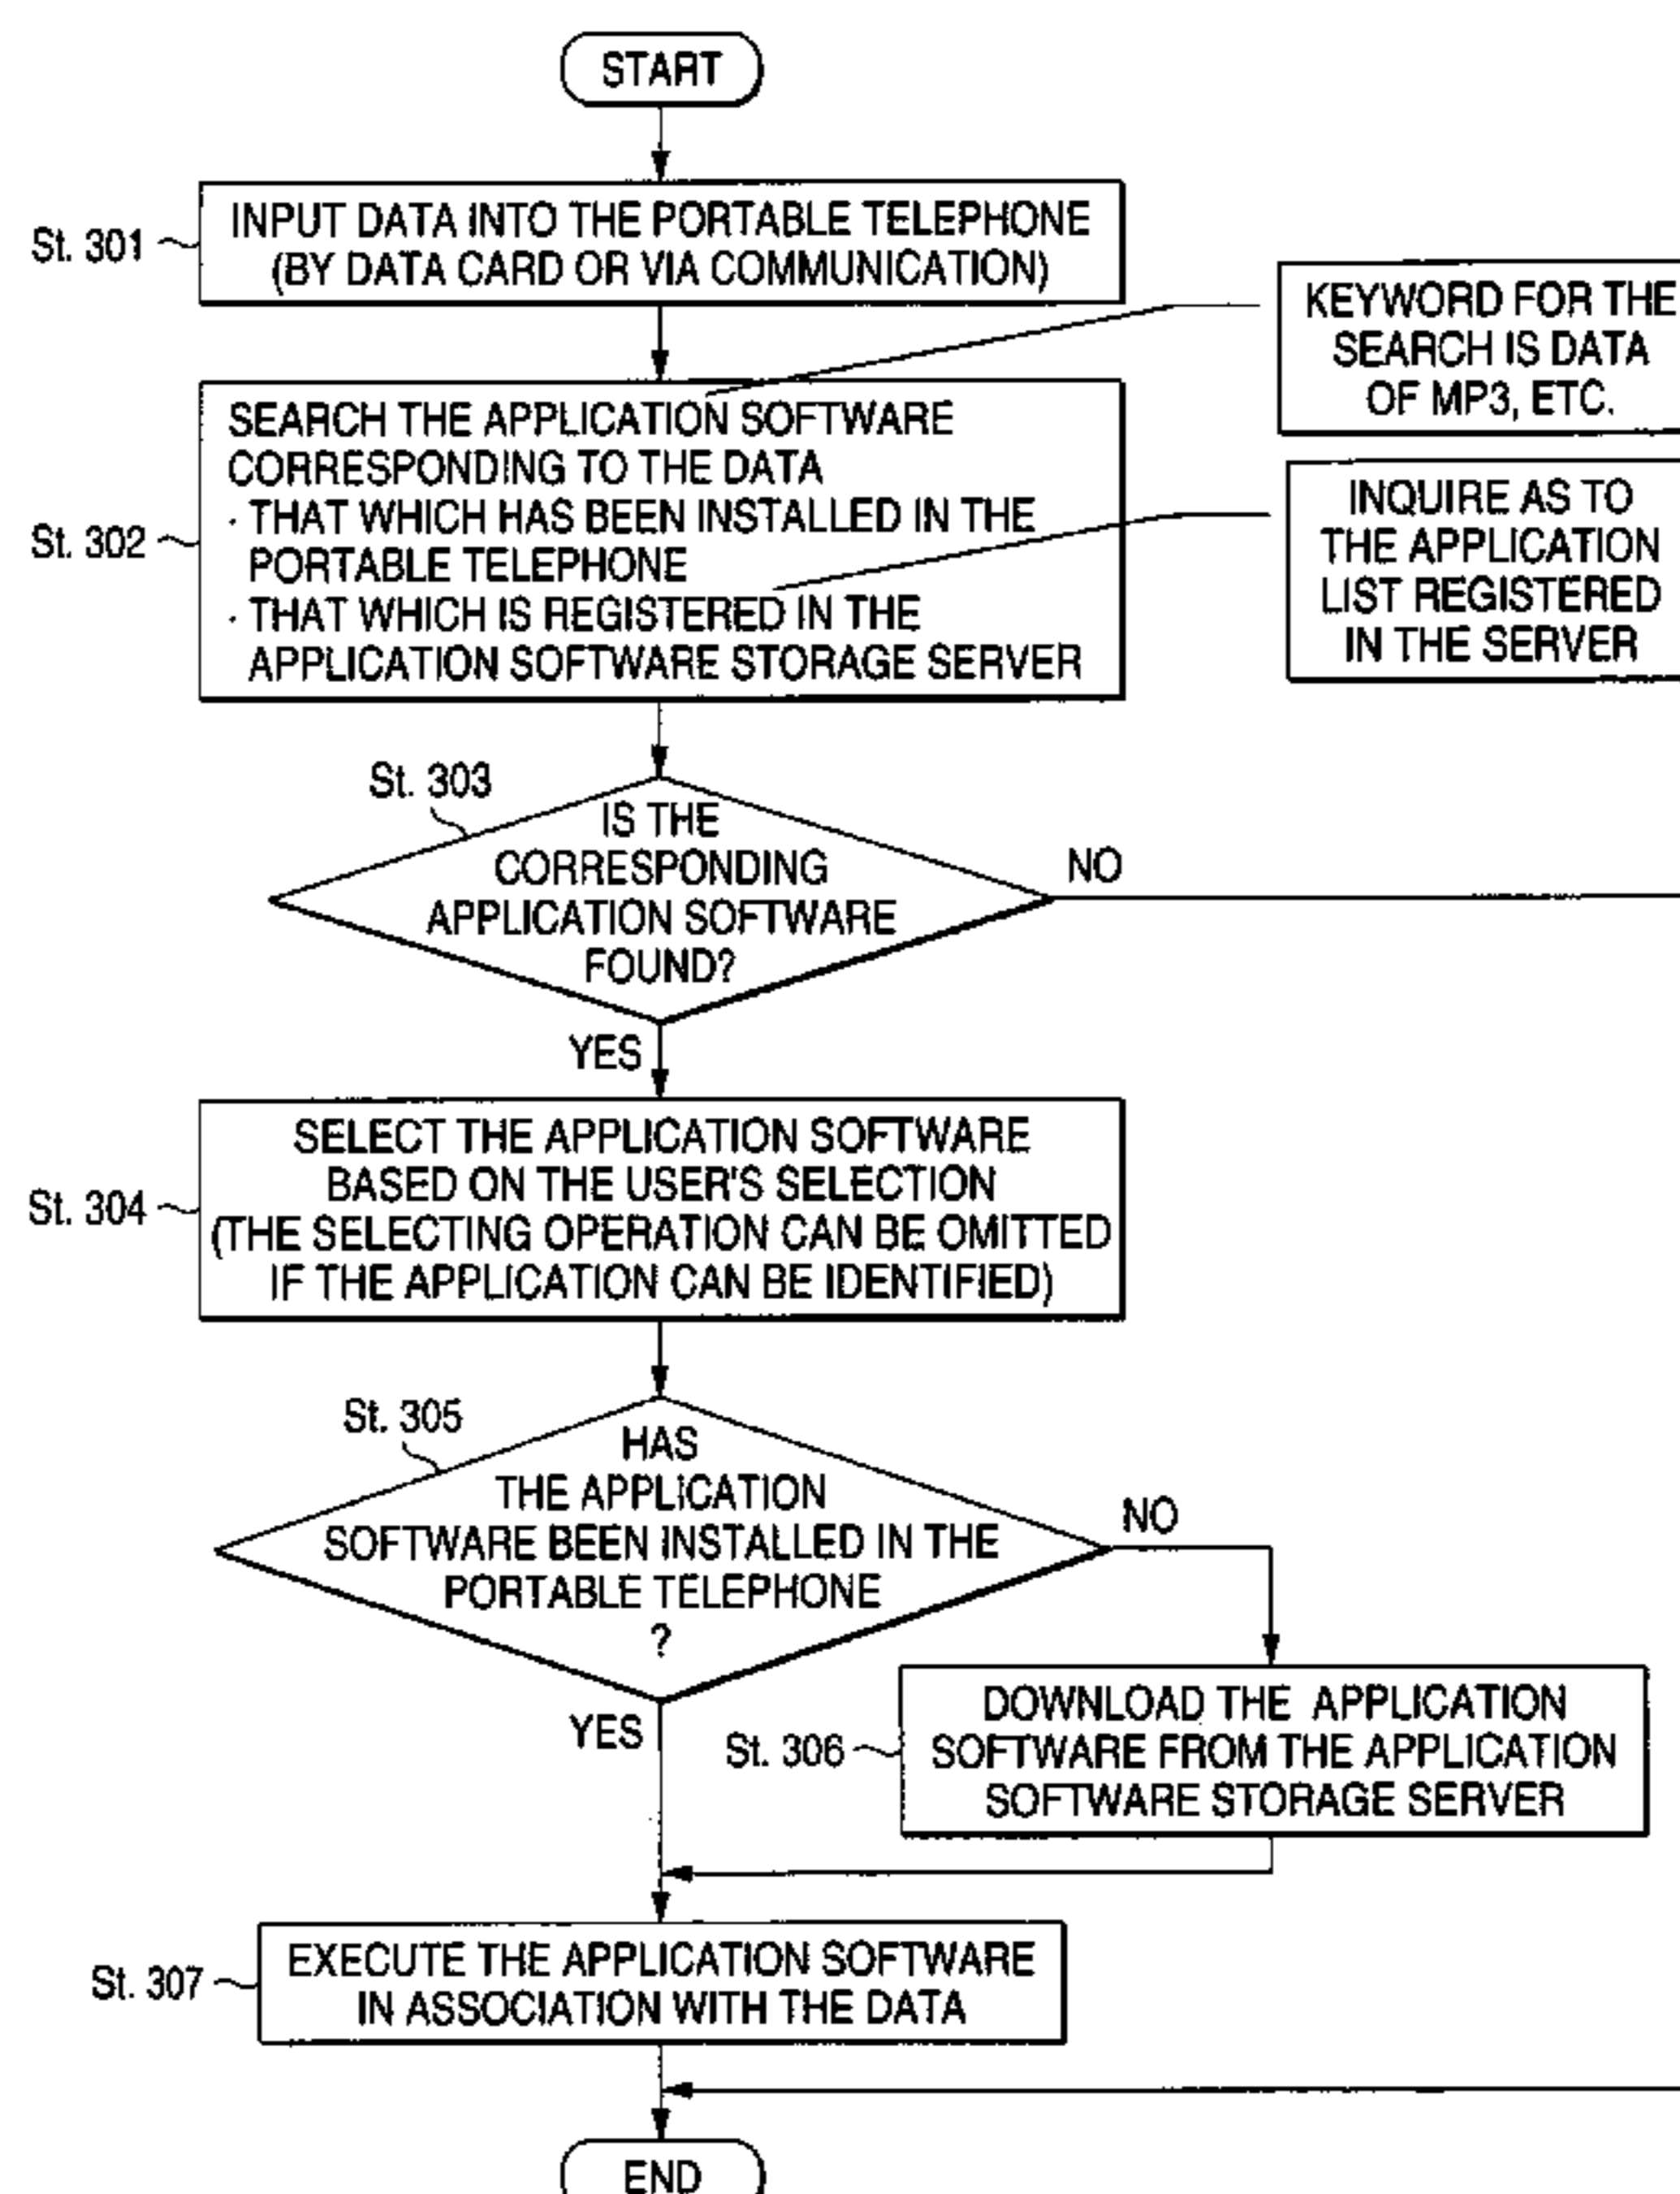 START
St. 301
INPUT DATA INTO THE PORTABLE TELEPHONE
(BY DATA CARD OR VIA COMMUNICATION)
KEYWORD FOR THE
SEARCH IS DATA
OF MP3, ETC.
St. 302
SEARCH THE APPLICATION SOFTWARE
CORRESPONDING TO THE DATA
· THAT WHICH HAS BEEN INSTALLED IN THE
PORTABLE TELEPHONE
· THAT WHICH IS REGISTERED IN THE
APPLICATION SOFTWARE STORAGE SERVER
INQUIRE AS TO
THE APPLICATION
LIST REGISTERED
IN THE SERVER
St. 303
IS THE
CORRESPONDING
APPLICATION SOFTWARE
FOUND?
NO
YES
St. 304
SELECT THE APPLICATION SOFTWARE
BASED ON THE USER'S SELECTION
(THE SELECTING OPERATION CAN BE OMITTED
IF THE APPLICATION CAN BE IDENTIFIED)
St. 305
HAS
THE APPLICATION
SOFTWARE BEEN INSTALLED IN THE
PORTABLE TELEPHONE
?
NO
YES
St. 306
DOWNLOAD THE APPLICATION
SOFTWARE FROM THE APPLICATION
SOFTWARE STORAGE SERVER
St. 307
EXECUTE THE APPLICATION SOFTWARE
IN ASSOCIATION WITH THE DATA
END